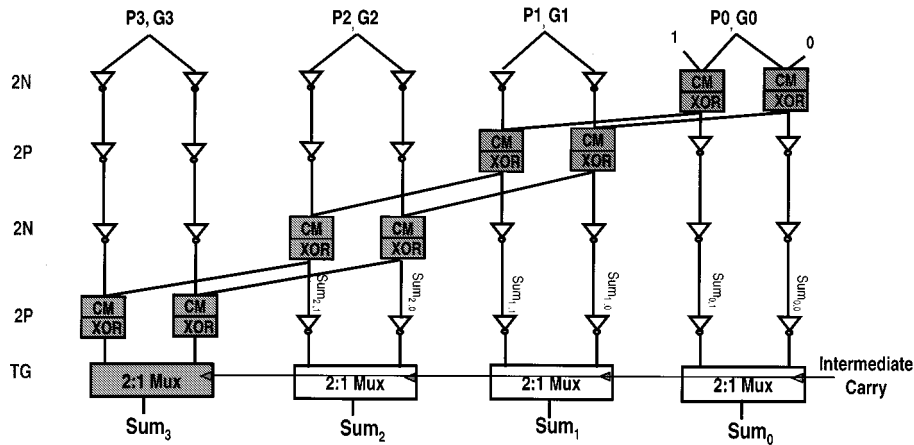 P3, G3
P2, G2
P1, G1
P0, G0
1
0
2N
CM
XOR
CM
XOR
2P
CM
XOR
CM
XOR
2N
CM
XOR
CM
XOR
Sum2,1
Sum2,0
Sum1,1
Sum1,0
Sum0,1
Sum0,0
2P
CM
XOR
CM
XOR
TG
2:1 Mux
2:1 Mux
2:1 Mux
2:1 Mux
Intermediate
Carry
Sum3
Sum2
Sum1
Sum0